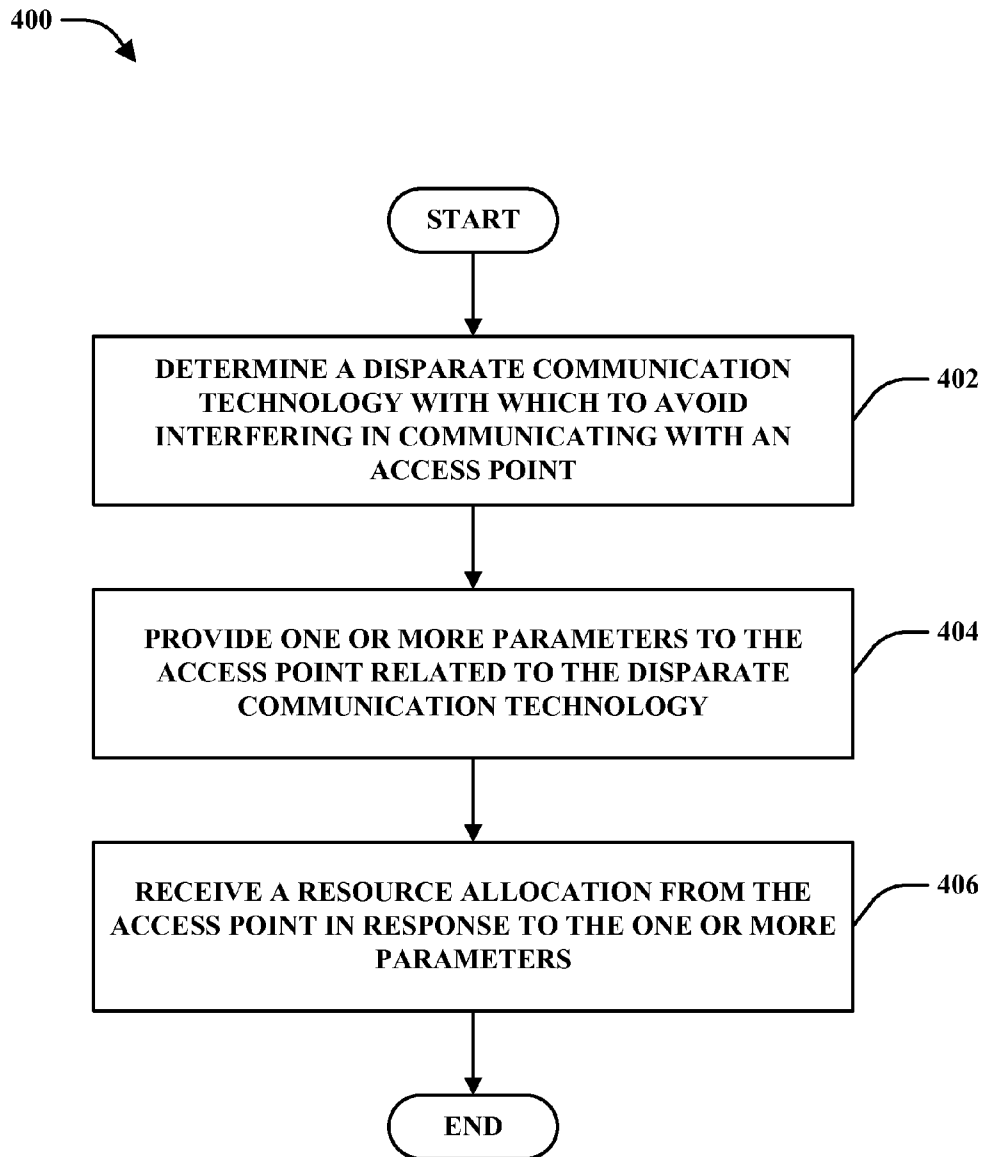 400
START
DETERMINE A DISPARATE COMMUNICATION
TECHNOLOGY WITH WHICH TO AVOID
INTERFERING IN COMMUNICATING WITH AN
ACCESS POINT
402
PROVIDE ONE OR MORE PARAMETERS TO THE
ACCESS POINT RELATED TO THE DISPARATE
COMMUNICATION TECHNOLOGY
404
RECEIVE A RESOURCE ALLOCATION FROM THE
ACCESS POINT IN RESPONSE TO THE ONE OR MORE
PARAMETERS
406
END